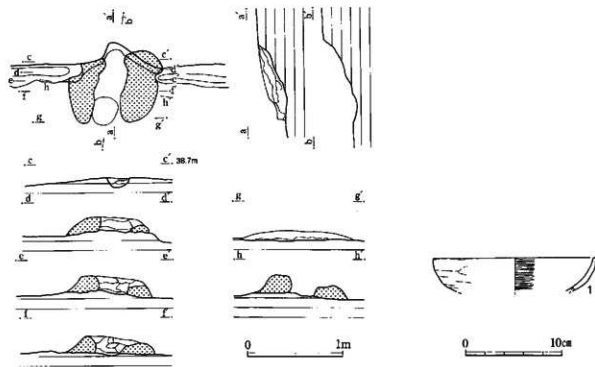 a' b' a' b'
c c'
d d'
e e'
f f'
h h'
g g'
a a
b b
c c' 38.7m
d d'
e e'
f f'
g g'
h h'
0 1m
1
0 10cm